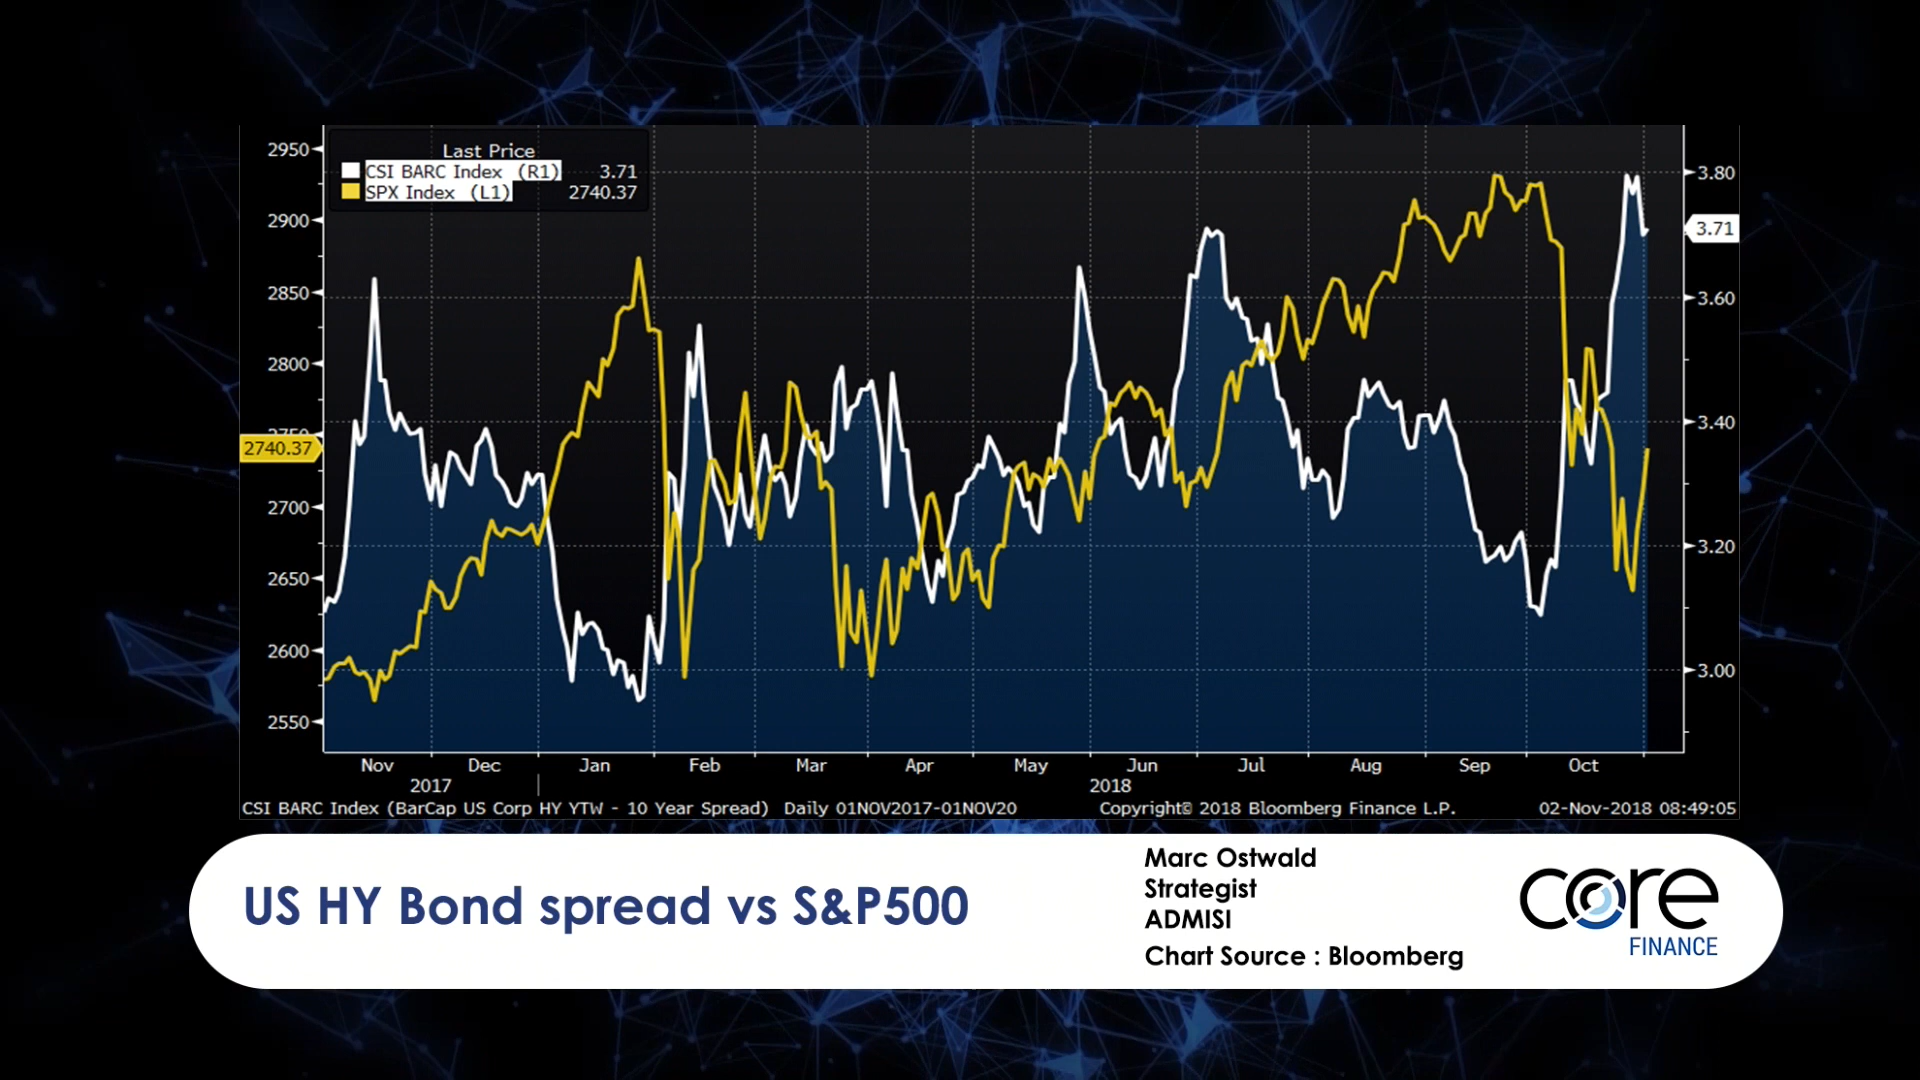 Last Price
CSI BARC Index (R1) 3.71
SPX Index (L1) 2740.37
2950
2900
2850
2800
2750
2740.37
2700
2650
2600
2550
3.80
3.71
3.60
3.40
3.20
3.00
Nov Dec Jan Feb Mar Apr May Jun Jul Aug Sep Oct
2017 2018
CSI BARC Index (BarCap US Corp HY YTW - 10 Year Spread) Daily 01NOV2017-01NOV20 Copyright© 2018 Bloomberg Finance L.P. 02-Nov-2018 08:49:05
US HY Bond spread vs S&P500
Marc Ostwald
Strategist
ADMISI
Chart Source : Bloomberg
core
FINANCE